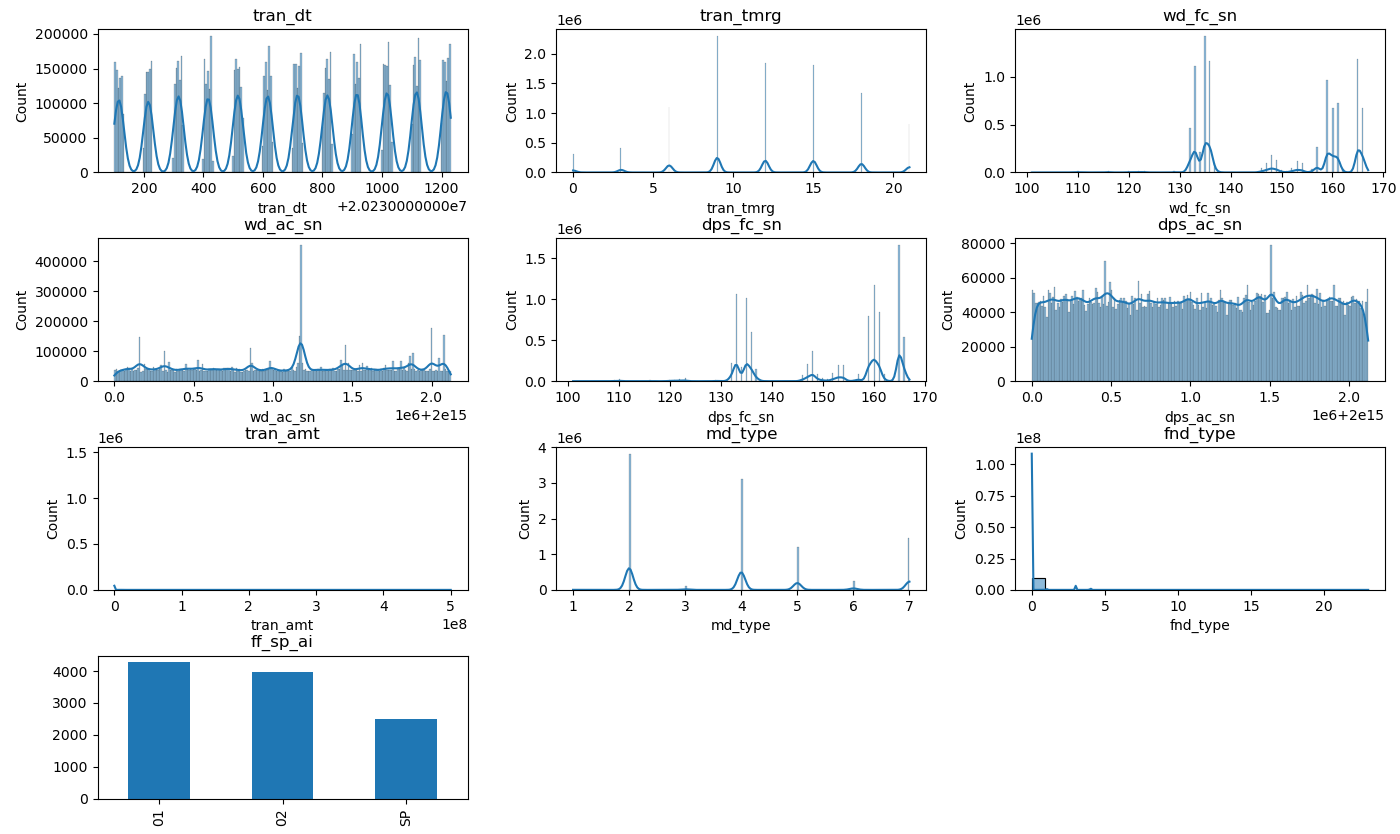 tran_dt
200000
150000
100000
50000
0
Count
200
400
600
800
1000
1200
tran_dt
+2.0230000000e7
tran_tmrg
1e6
2.0
1.5
1.0
0.5
0.0
Count
0
5
10
15
20
tran_tmrg
wd_fc_sn
1e6
1.0
0.5
0.0
Count
100
110
120
130
140
150
160
170
wd_fc_sn
wd_ac_sn
400000
300000
200000
100000
0
Count
0.0
0.5
1.0
1.5
2.0
wd_ac_sn
1e6+2e15
dps_fc_sn
1e6
1.5
1.0
0.5
0.0
Count
100
110
120
130
140
150
160
170
dps_fc_sn
dps_ac_sn
80000
60000
40000
20000
0
Count
0.0
0.5
1.0
1.5
2.0
dps_ac_sn
1e6+2e15
tran_amt
1e6
1.5
1.0
0.5
0.0
Count
0
1
2
3
4
5
tran_amt
1e8
md_type
1e6
4
3
2
1
0
Count
1
2
3
4
5
6
7
md_type
fnd_type
1e8
1.00
0.75
0.50
0.25
0.00
Count
0
5
10
15
20
fnd_type
ff_sp_ai
4000
3000
2000
1000
0
01
02
SP